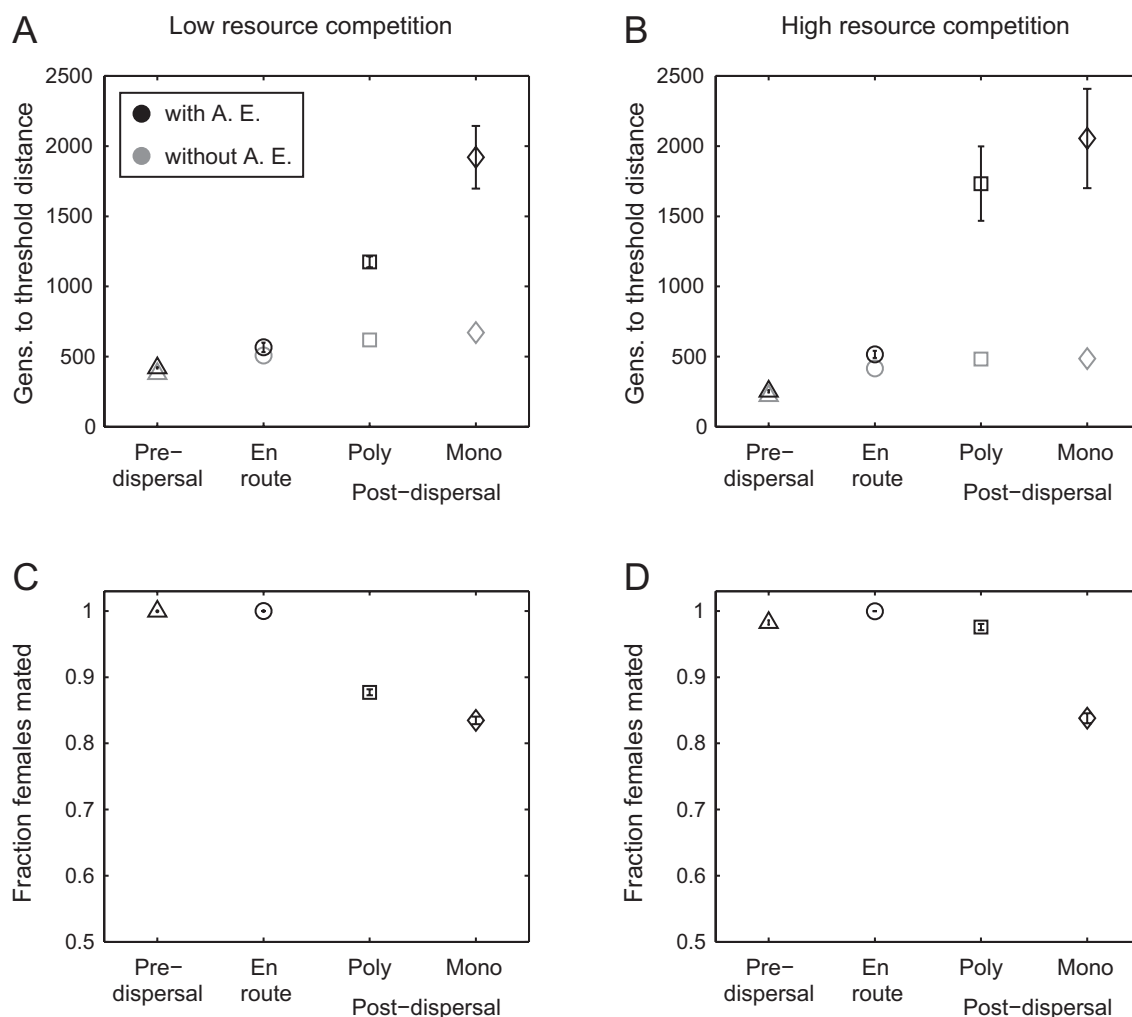 A
Low resource competition
Gens. to threshold distance
2500
2000
1500
1000
500
0
with A. E.
without A. E.
Pre−
dispersal
En
route
Poly
Mono
Post−dispersal
B
High resource competition
Gens. to threshold distance
2500
2000
1500
1000
500
0
Pre−
dispersal
En
route
Poly
Mono
Post−dispersal
C
Fraction females mated
1
0.9
0.8
0.7
0.6
0.5
Pre−
dispersal
En
route
Poly
Mono
Post−dispersal
D
Fraction females mated
1
0.9
0.8
0.7
0.6
0.5
Pre−
dispersal
En
route
Poly
Mono
Post−dispersal